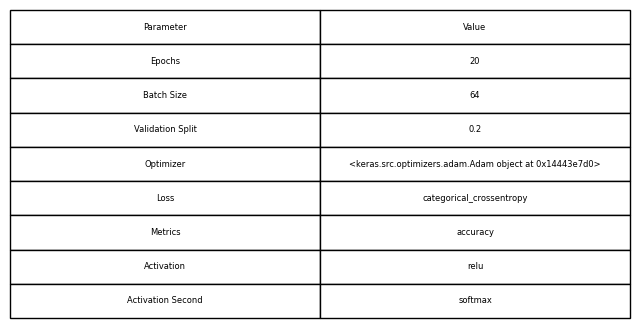 Parameter Value
Epochs 20
Batch Size 64
Validation Split 0.2
Optimizer <keras.src.optimizers.adam.Adam object at 0x14443e7d0>
Loss categorical_crossentropy
Metrics accuracy
Activation relu
Activation Second softmax